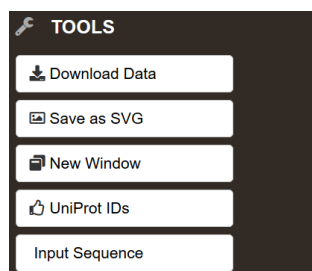 TOOLS
Download Data
Save as SVG
New Window
UniProt IDs
Input Sequence